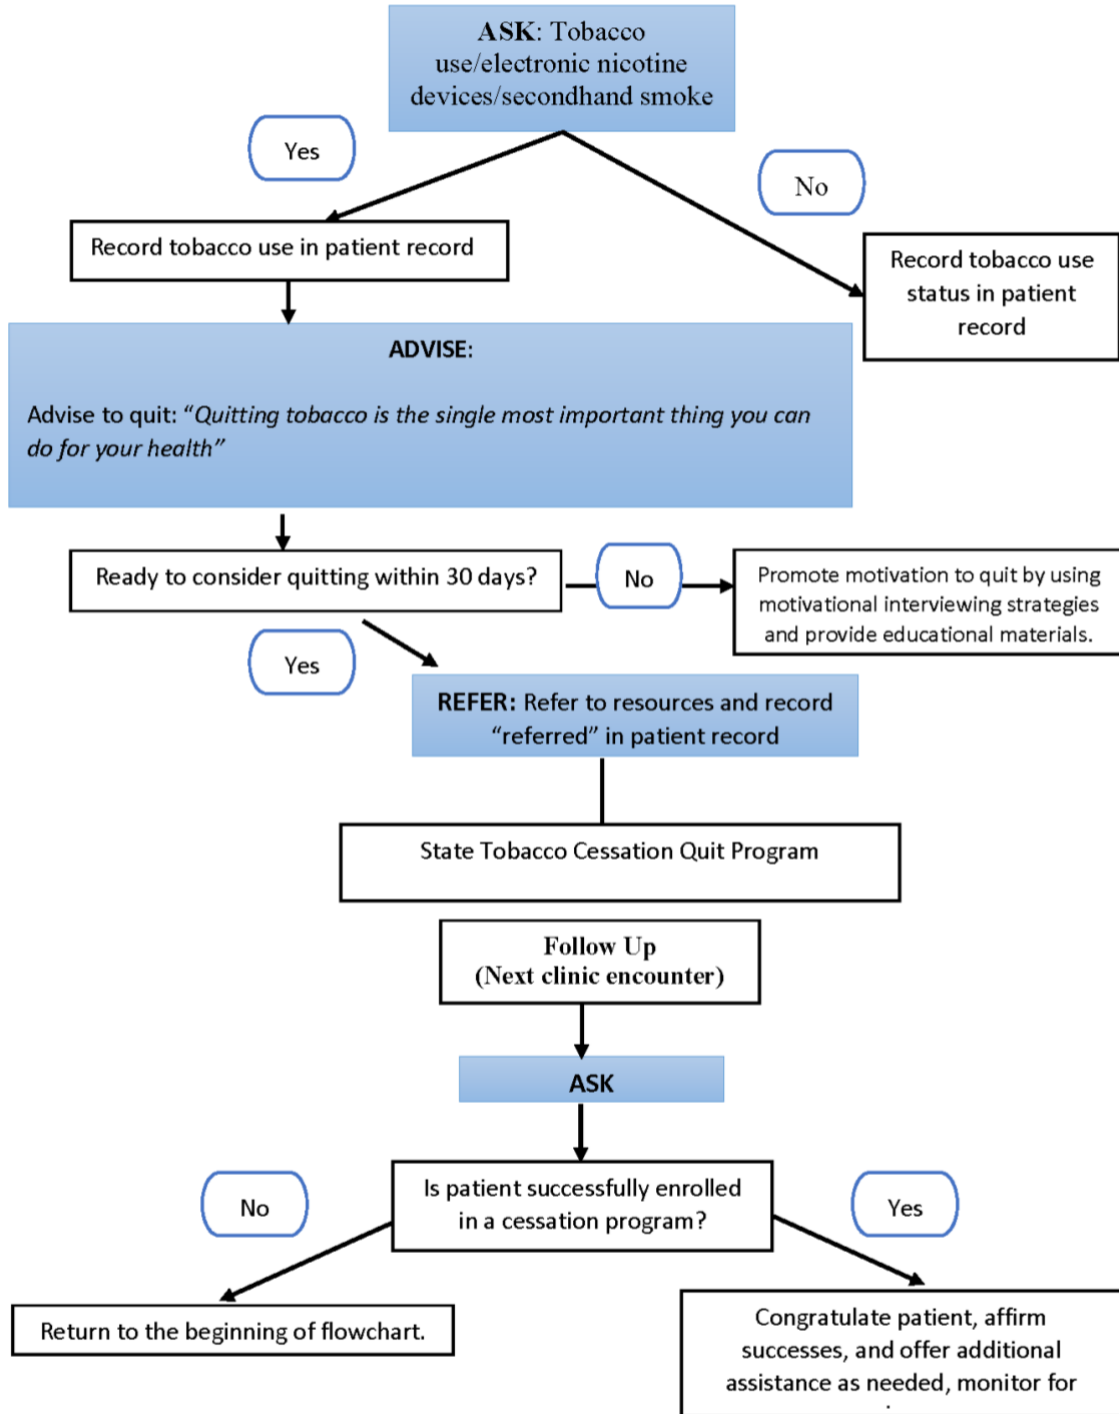 ASK: Tobacco
use/electronic nicotine
devices/secondhand smoke
Yes
No
Record tobacco use in patient record
Record tobacco use
status in patient
record
ADVISE:
Advise to quit: “Quitting tobacco is the single most important thing you can
do for your health”
Ready to consider quitting within 30 days?
No
Promote motivation to quit by using
motivational interviewing strategies
and provide educational materials.
Yes
REFER: Refer to resources and record
“referred” in patient record
State Tobacco Cessation Quit Program
Follow Up
(Next clinic encounter)
ASK
Is patient successfully enrolled
in a cessation program?
No
Yes
Return to the beginning of flowchart.
Congratulate patient, affirm
successes, and offer additional
assistance as needed, monitor for